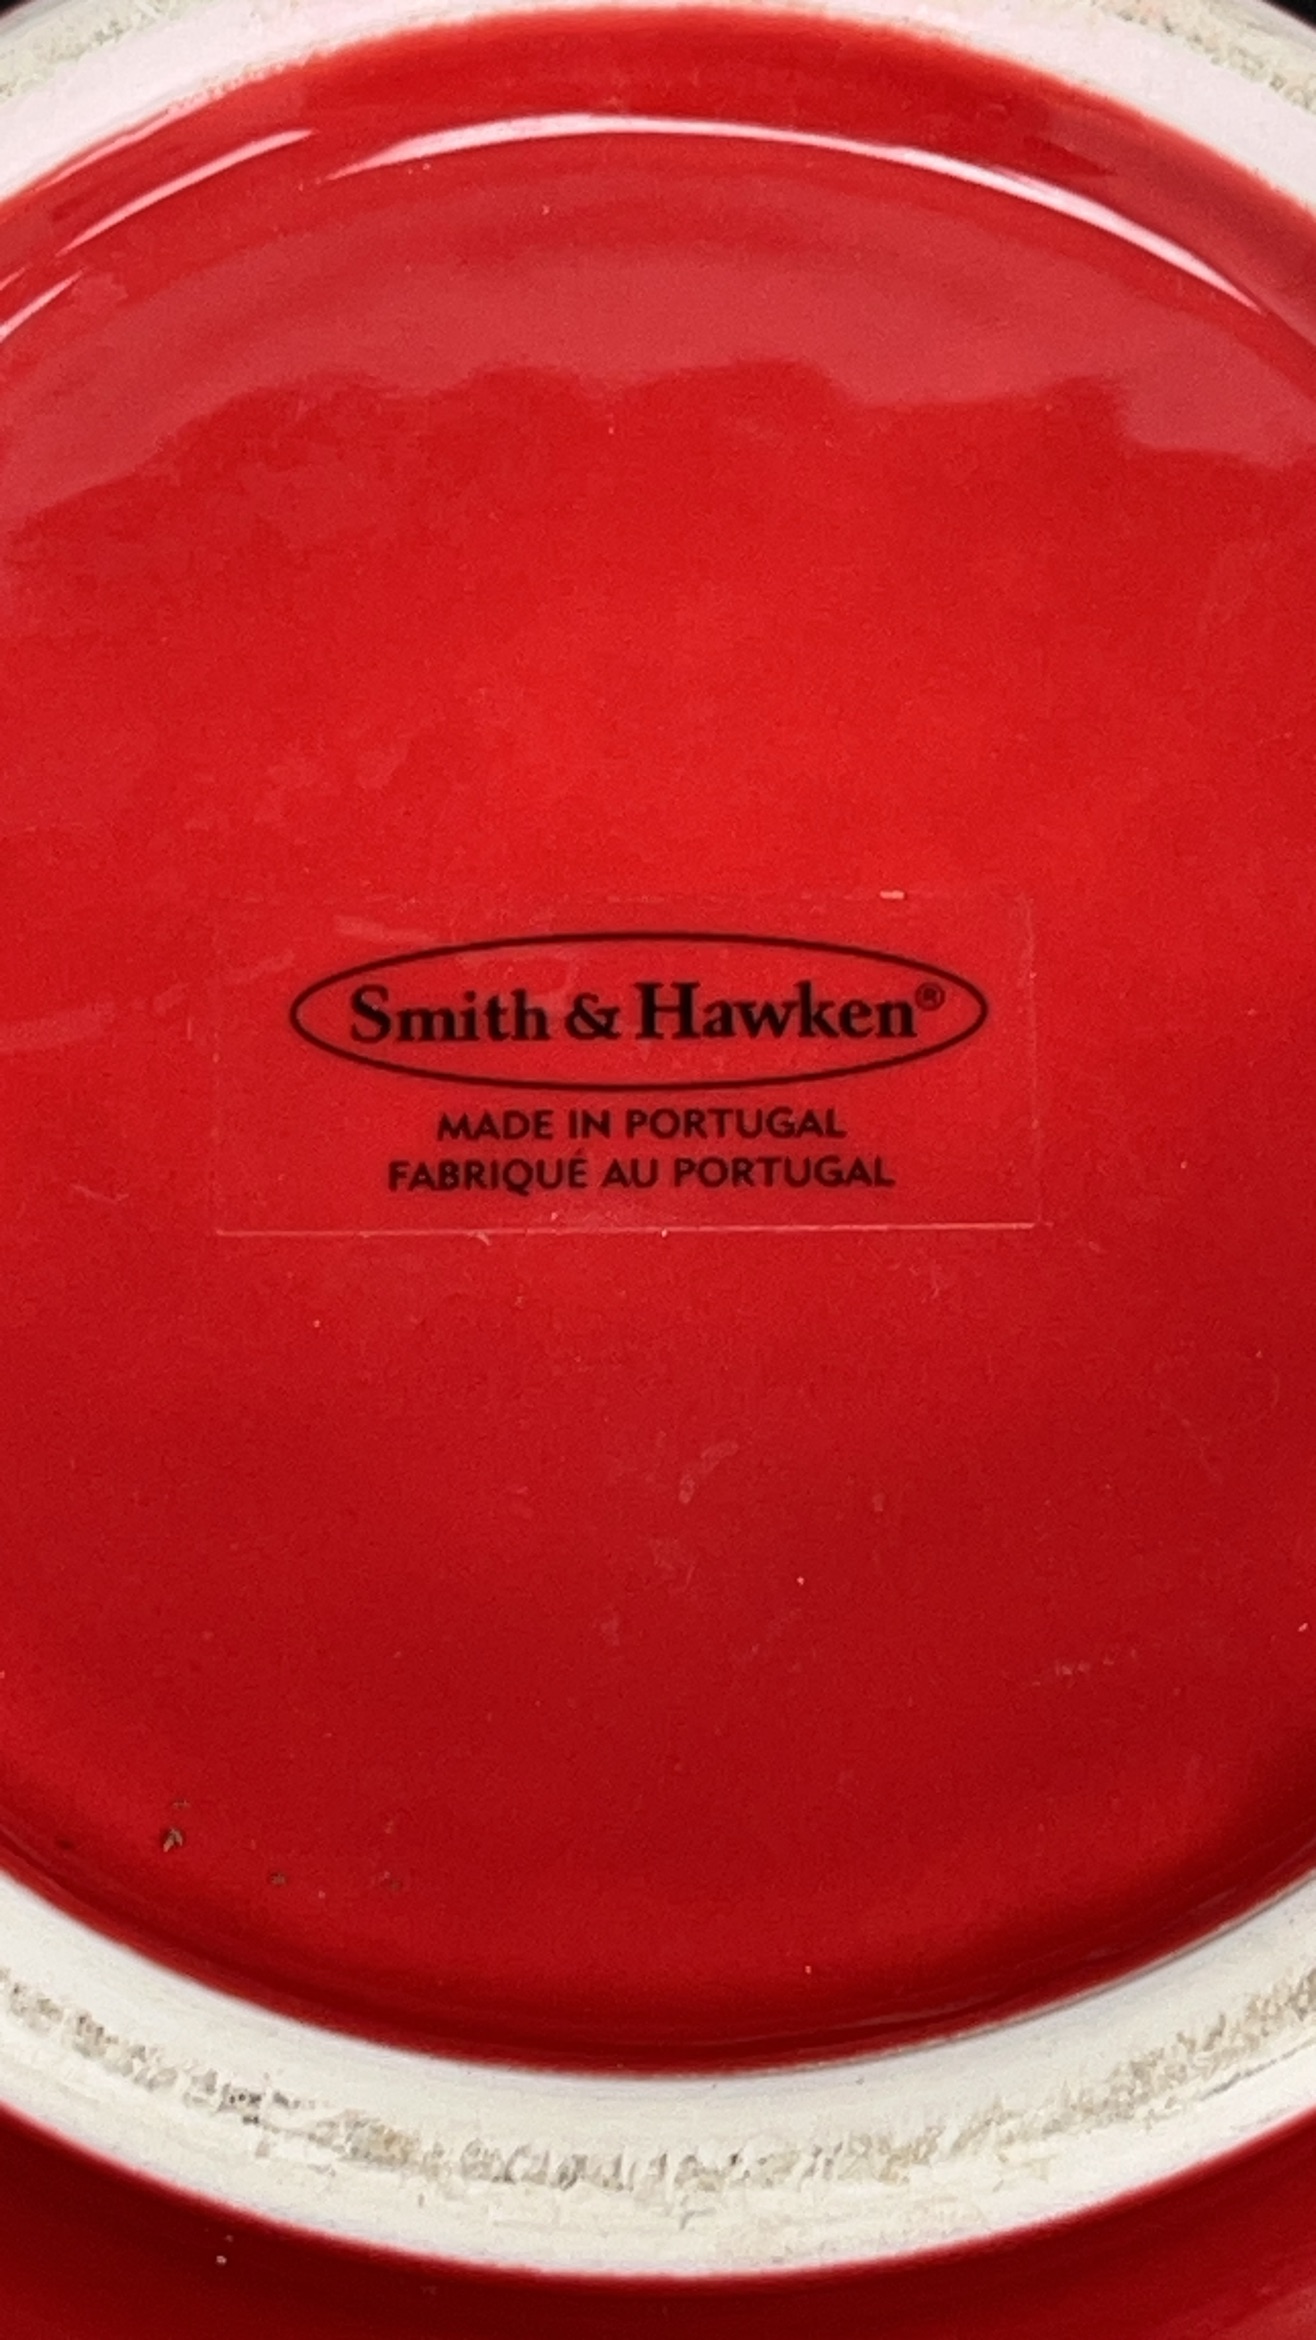 Smith & Hawken®
MADE IN PORTUGAL
FABRIQUÉ AU PORTUGAL